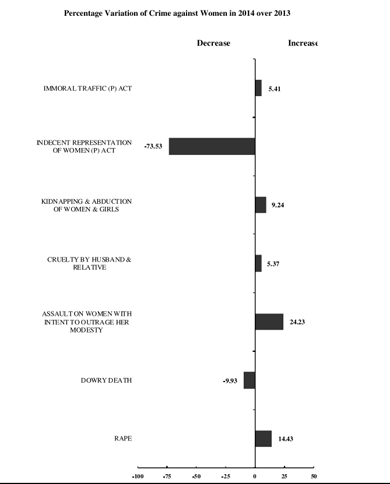 Percentage Variation of Crime against Women in 2014 over 2013
Decrease Increase
IMMORAL TRAFFIC (P) ACT 5.41
INDECENT REPRESENTATION
OF WOMEN (P) ACT
-73.53
KIDNAPPING & ABDUCTION
OF WOMEN & GIRLS
9.24
CRUELTY BY HUSBAND &
RELATIVE
5.37
ASSAULT ON WOMEN WITH
INTENT TO OUTRAGE HER
MODESTY
24.23
DOWRY DEATH -9.93
RAPE 14.43
-100 -75 -50 -25 0 25 50